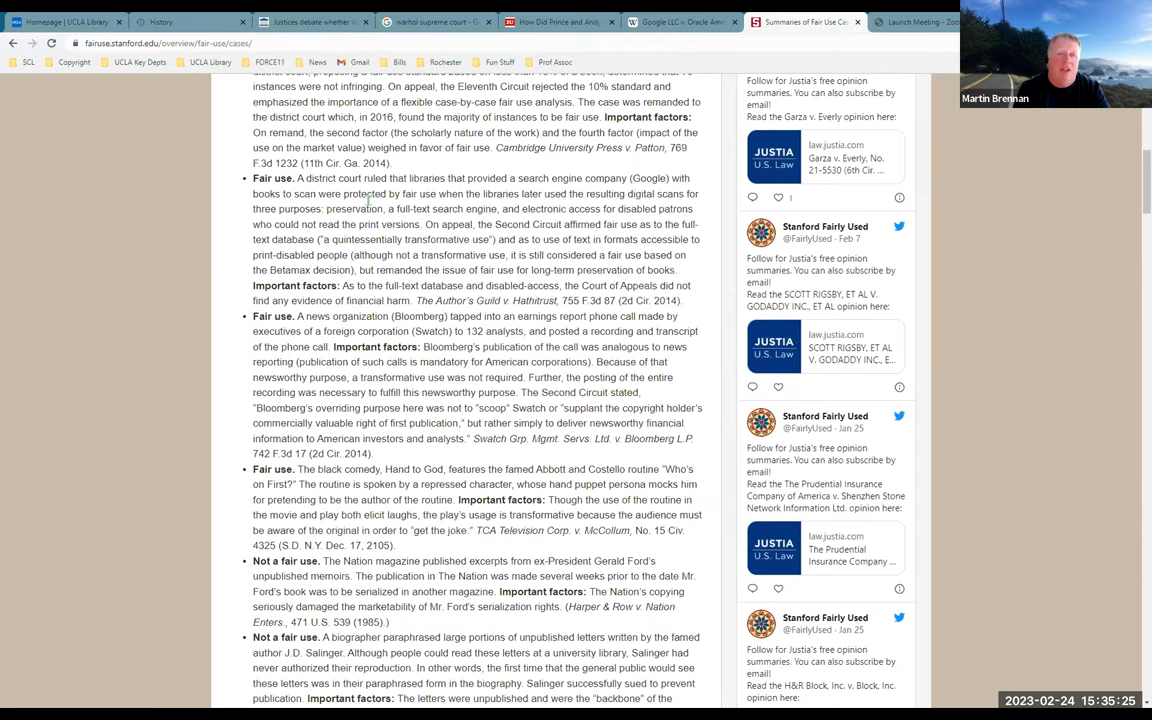 Homepage | UCLA Library
History
Justices debate whether W
warhol supreme court - Go
How Did Prince and Andy
Google LLC v. Oracle Ame
Summaries of Fair Use Cas
Launch Meeting - Zo
fairuse.stanford.edu/overview/fair-use/cases/
SCL
Copyright
UCLA Key Depts
UCLA Library
FORCE11
News
Gmail
Bills
Rochester
Fun Stuff
Prof Assoc
Martin Brennan
instances were not infringing. On appeal, the Eleventh Circuit rejected the 10% standard and
emphasized the importance of a flexible case-by-case fair use analysis. The case was remanded to
the district court which, in 2016, found the majority of instances to be fair use. Important factors:
On remand, the second factor (the scholarly nature of the work) and the fourth factor (impact of the
use on the market value) weighed in favor of fair use. Cambridge University Press v. Patton, 769
F.3d 1232 (11th Cir. Ga. 2014).
• Fair use. A district court ruled that libraries that provided a search engine company (Google) with
books to scan were protected by fair use when the libraries later used the resulting digital scans for
three purposes: preservation, a full-text search engine, and electronic access for disabled patrons
who could not read the print versions. On appeal, the Second Circuit affirmed fair use as to the full-
text database ("a quintessentially transformative use") and as to use of text in formats accessible to
print-disabled people (although not a transformative use, it is still considered a fair use based on
the Betamax decision), but remanded the issue of fair use for long-term preservation of books.
Important factors: As to the full-text database and disabled-access, the Court of Appeals did not
find any evidence of financial harm. The Author's Guild v. Hathitrust, 755 F.3d 87 (2d Cir. 2014).
• Fair use. A news organization (Bloomberg) tapped into an earnings report phone call made by
executives of a foreign corporation (Swatch) to 132 analysts, and posted a recording and transcript
of the phone call. Important factors: Bloomberg's publication of the call was analogous to news
reporting (publication of such calls is mandatory for American corporations). Because of that
newsworthy purpose, a transformative use was not required. Further, the posting of the entire
recording was necessary to fulfill this newsworthy purpose. The Second Circuit stated,
"Bloomberg's overriding purpose here was not to "scoop" Swatch or "supplant the copyright holder's
commercially valuable right of first publication," but rather simply to deliver newsworthy financial
information to American investors and analysts." Swatch Grp. Mgmt. Servs. Ltd. v. Bloomberg L.P.
742 F.3d 17 (2d Cir. 2014).
• Fair use. The black comedy, Hand to God, features the famed Abbott and Costello routine "Who's
on First?" The routine is spoken by a repressed character, whose hand puppet persona mocks him
for pretending to be the author of the routine. Important factors: Though the use of the routine in
the movie and play both elicit laughs, the play's usage is transformative because the audience must
be aware of the original in order to "get the joke." TCA Television Corp. v. McCollum, No. 15 Civ.
4325 (S.D. N.Y. Dec. 17, 2105).
• Not a fair use. The Nation magazine published excerpts from ex-President Gerald Ford's
unpublished memoirs. The publication in The Nation was made several weeks prior to the date Mr.
Ford's book was to be serialized in another magazine. Important factors: The Nation's copying
seriously damaged the marketability of Mr. Ford's serialization rights. (Harper & Row v. Nation
Enters., 471 U.S. 539 (1985).)
• Not a fair use. A biographer paraphrased large portions of unpublished letters written by the famed
author J.D. Salinger. Although people could read these letters at a university library, Salinger had
never authorized their reproduction. In other words, the first time that the general public would see
these letters was in their paraphrased form in the biography. Salinger successfully sued to prevent
publication. Important factors: The letters were unpublished and were the "backbone" of the
Follow for Justia's free opinion
summaries. You can also subscribe by
email!
Read the Garza v. Everly opinion here:
JUSTIA
U.S. Law
law.justia.com
Garza v. Everly, No.
21-5530 (6th Cir. ...
1
Stanford Fairly Used
@FairlyUsed · Feb 7
Follow for Justia's free opinion
summaries. You can also subscribe by
email!
Read the SCOTT RIGSBY, ET AL V.
GODADDY INC., ET AL opinion here:
JUSTIA
U.S. Law
law.justia.com
SCOTT RIGSBY, ET AL
V. GODADDY INC., E...
Stanford Fairly Used
@FairlyUsed · Jan 25
Follow for Justia's free opinion
summaries. You can also subscribe by
email!
Read the The Prudential Insurance
Company of America v. Shenzhen Stone
Network Information Ltd. opinion here:
JUSTIA
U.S. Law
law.justia.com
The Prudential
Insurance Company ...
Stanford Fairly Used
@FairlyUsed · Jan 25
Follow for Justia's free opinion
summaries. You can also subscribe by
email!
Read the H&R Block, Inc. v. Block, Inc.
2023-02-24 15:35:25